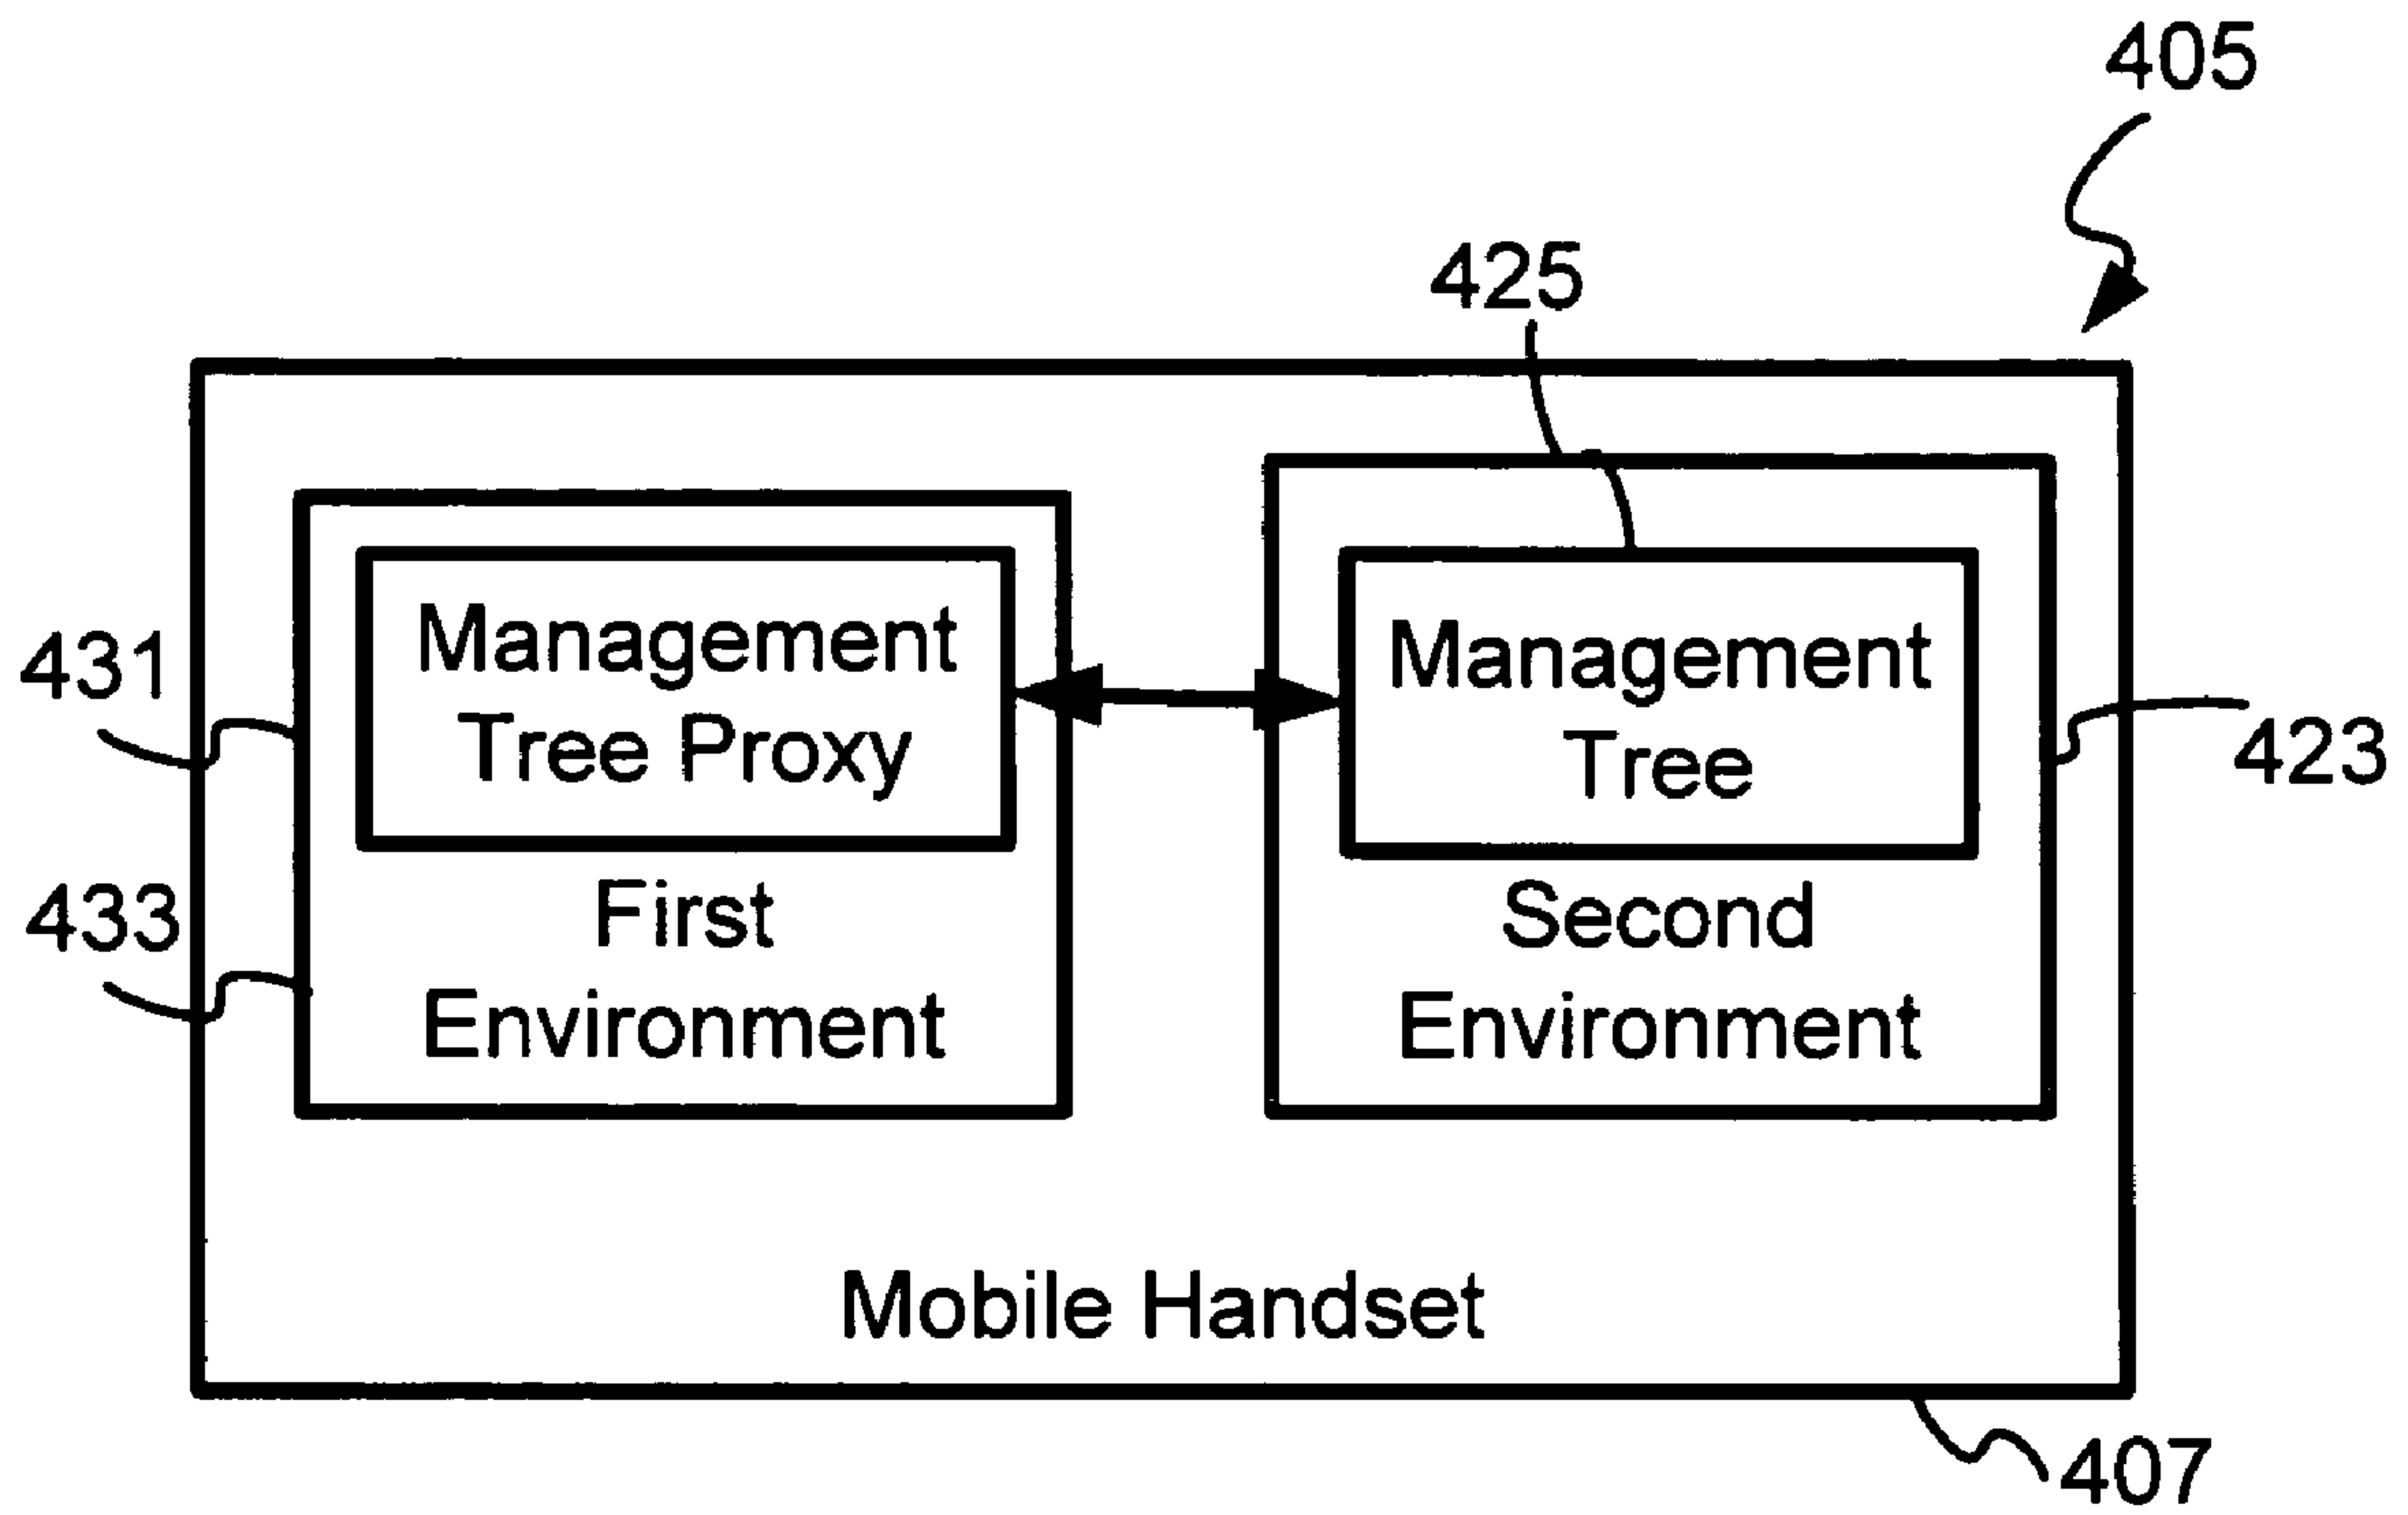 405
425
431
Management
Tree Proxy
Management
Tree
423
433
First
Environment
Second
Environment
Mobile Handset
407